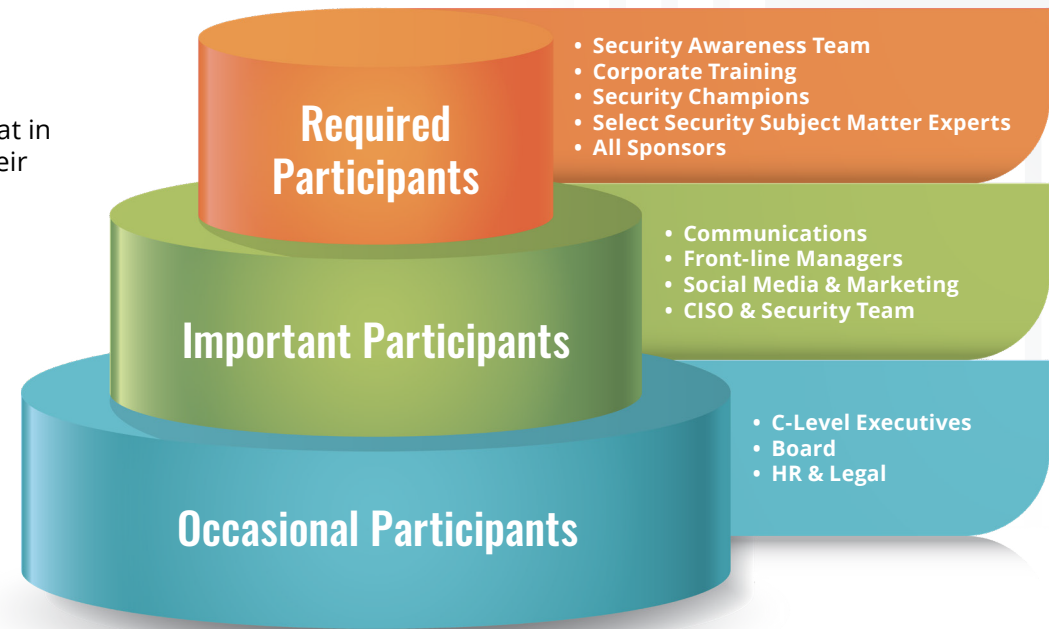 at in
eir
Required
Participants
• Security Awareness Team
• Corporate Training
• Security Champions
• Select Security Subject Matter Experts
• All Sponsors
Important Participants
• Communications
• Front-line Managers
• Social Media & Marketing
• CISO & Security Team
Occasional Participants
• C-Level Executives
• Board
• HR & Legal